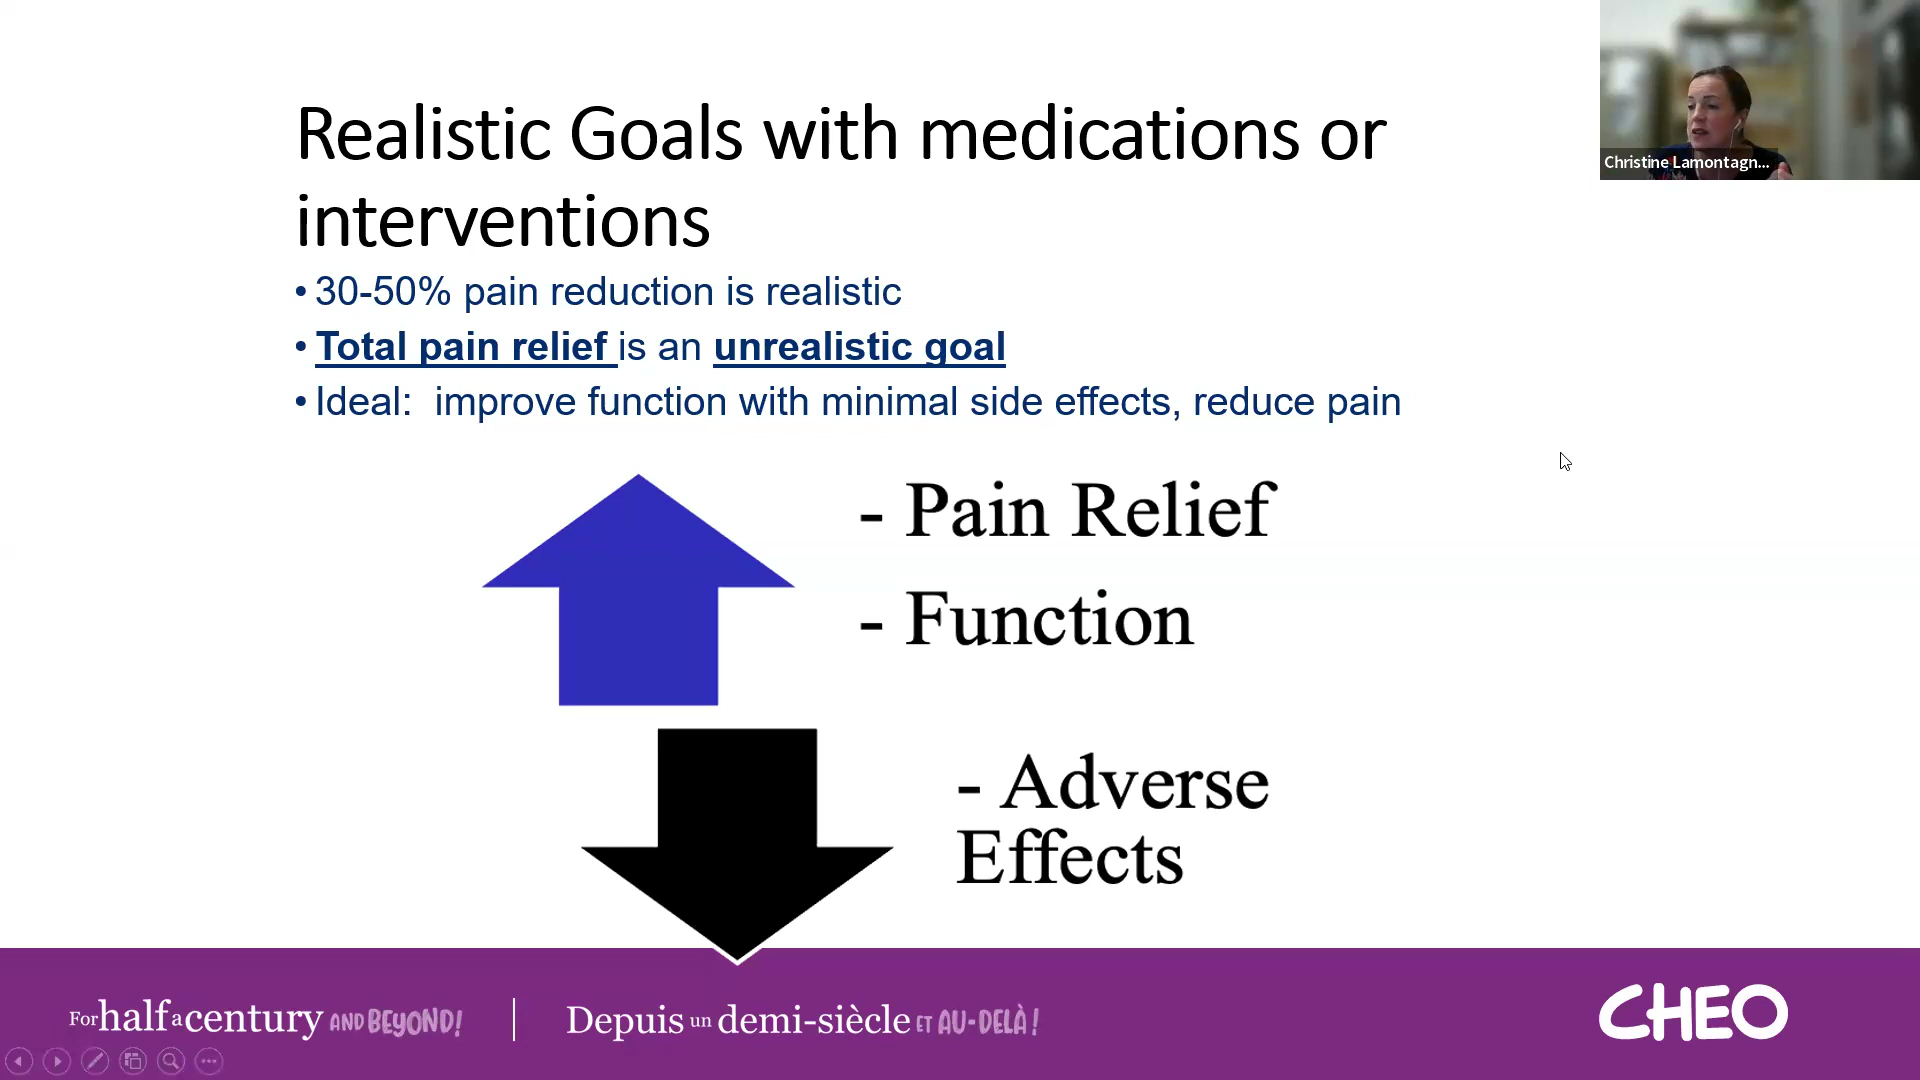 Realistic Goals with medications or
interventions
• 30-50% pain reduction is realistic
• Total pain relief is an unrealistic goal
• Ideal:  improve function with minimal side effects, reduce pain
- Pain Relief
- Function
- Adverse
Effects
Christine Lamontagn...
For half a century AND BEYOND!
Depuis un demi-siècle ET AU-DELÀ!
CHEO